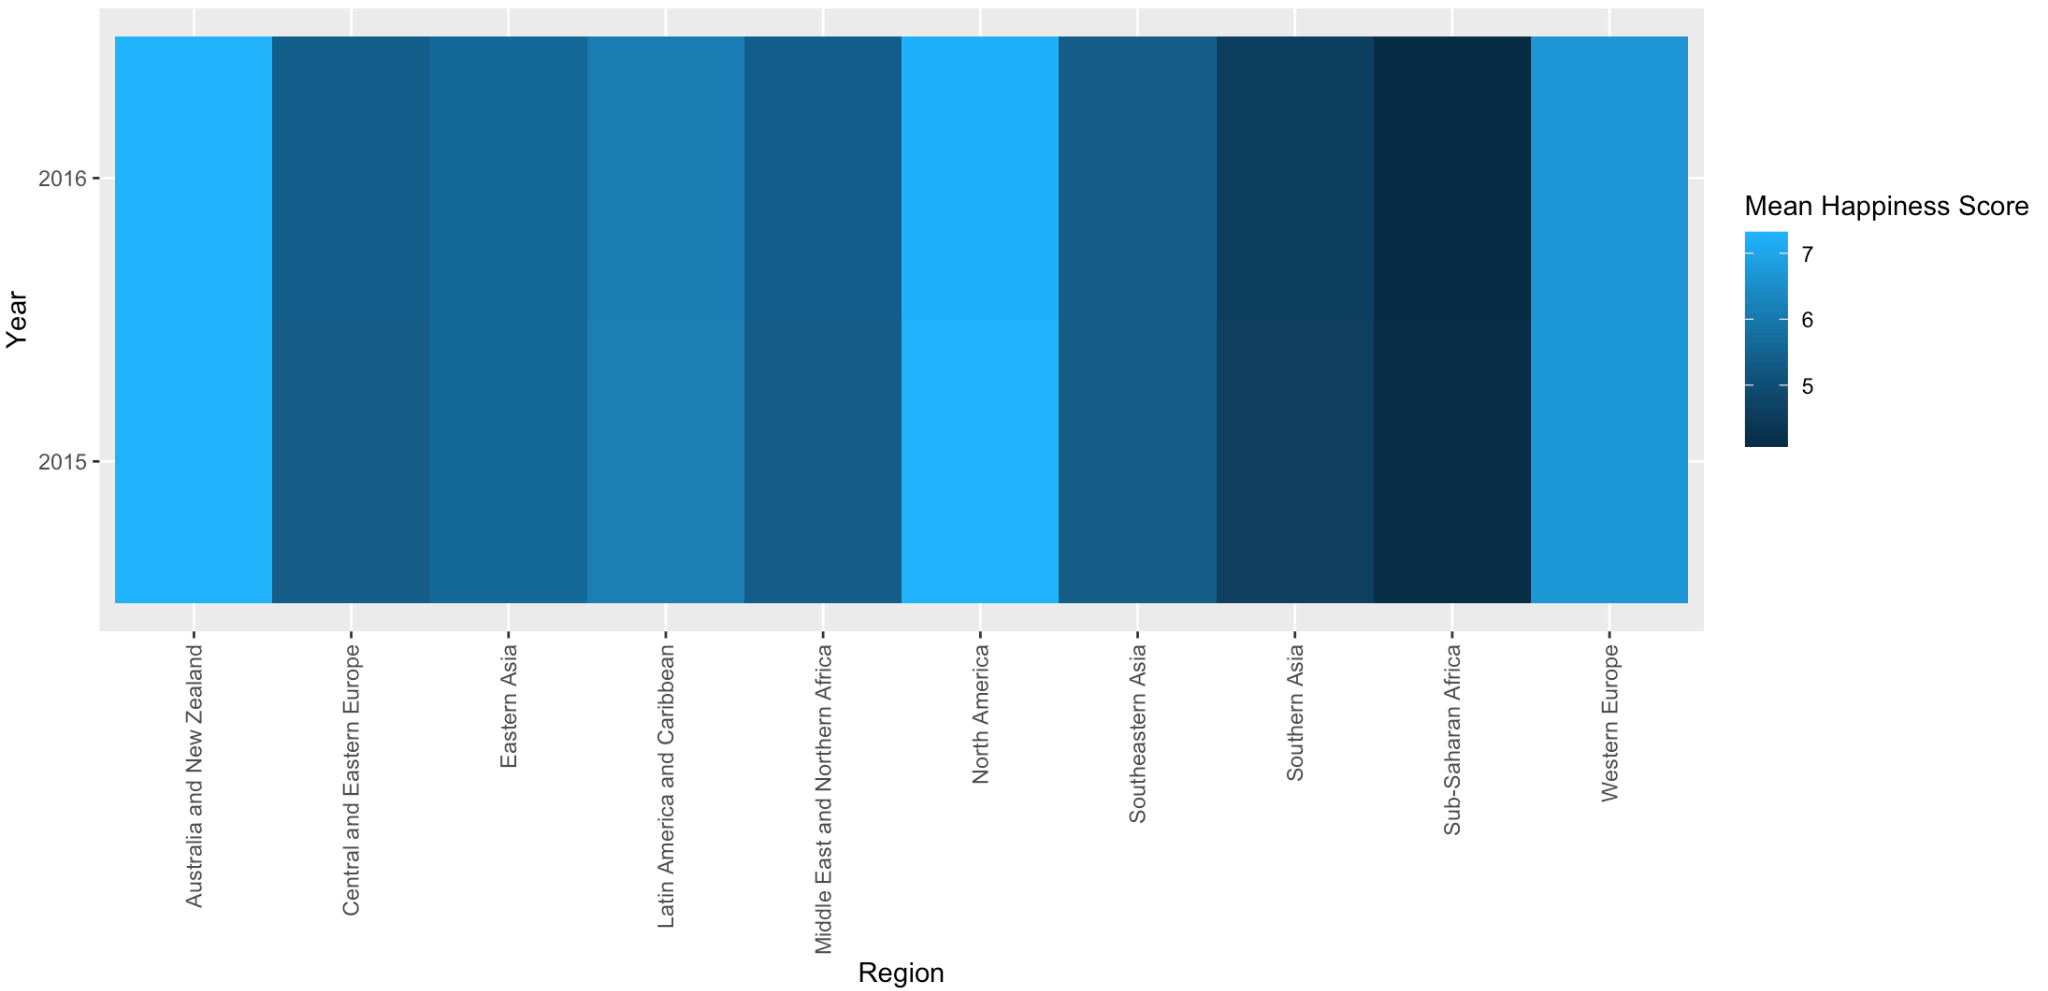 2016
2015
Year
Australia and New Zealand
Central and Eastern Europe
Eastern Asia
Latin America and Caribbean
Middle East and Northern Africa
North America
Southeastern Asia
Southern Asia
Sub-Saharan Africa
Western Europe
Region
Mean Happiness Score
7
6
5